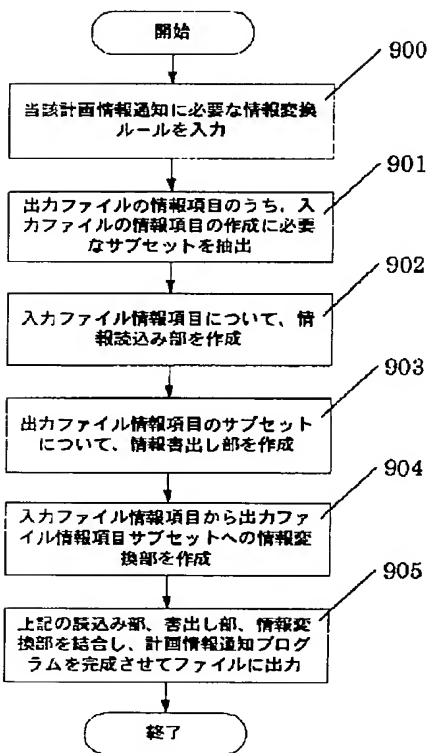 開始
900
当該計画情報通知に必要な情報変換
ルールを入力
901
出力ファイルの情報項目のうち、入
力ファイルの情報項目の作成に必要
なサブセットを抽出
902
入力ファイル情報項目について、情
報読込み部を作成
903
出力ファイル情報項目のサブセット
について、情報書出し部を作成
904
入力ファイル情報項目から出力ファ
イル情報項目サブセットへの情報変
換部を作成
905
上記の読込み部、書出し部、情報変
換部を結合し、計画情報通知プログ
ラムを完成させてファイルに出力
終了